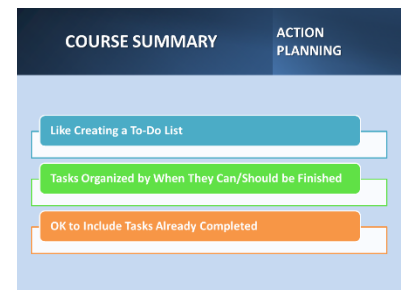 COURSE SUMMARY
ACTION
PLANNING
Like Creating a To-Do List
Tasks Organized by When They Can/Should be Finished
OK to Include Tasks Already Completed